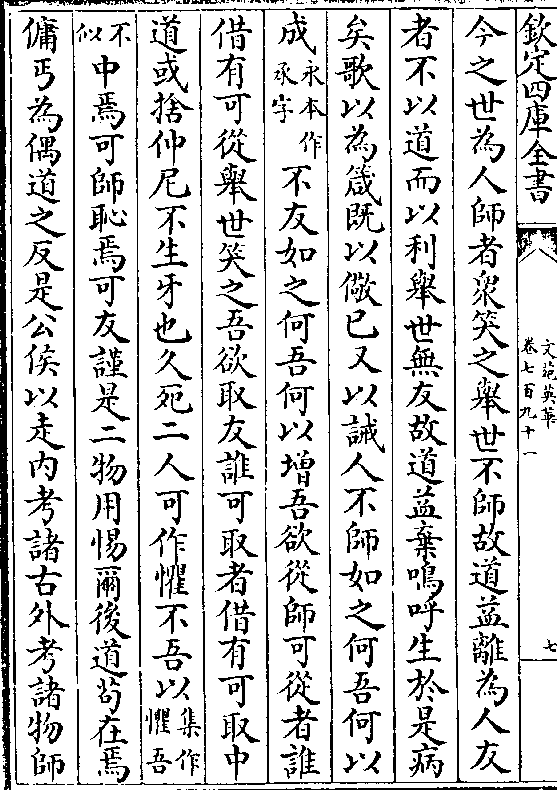 欽定四庫全書
文苑英華
卷七百九十一
七
今之世為人師者衆笑之舉世不師故道益離為人友
者不以道而以利舉世無友故道益棄嗚呼生於是病
矣歌以為箴既以儆已又以誡人不師如之何吾何以
成永本作承字不友如之何吾何以增吾欲從師可從者誰
借有可從舉世笑之吾欲取友誰可取者借有可取中
道或捨仲尼不生牙也久死二人可作懼不吾以集作懼吾
不似中焉可師恥焉可友謹是二物用惕爾後道苟在焉
傭丐為偶道之反是公侯以走内考諸古外考諸物師